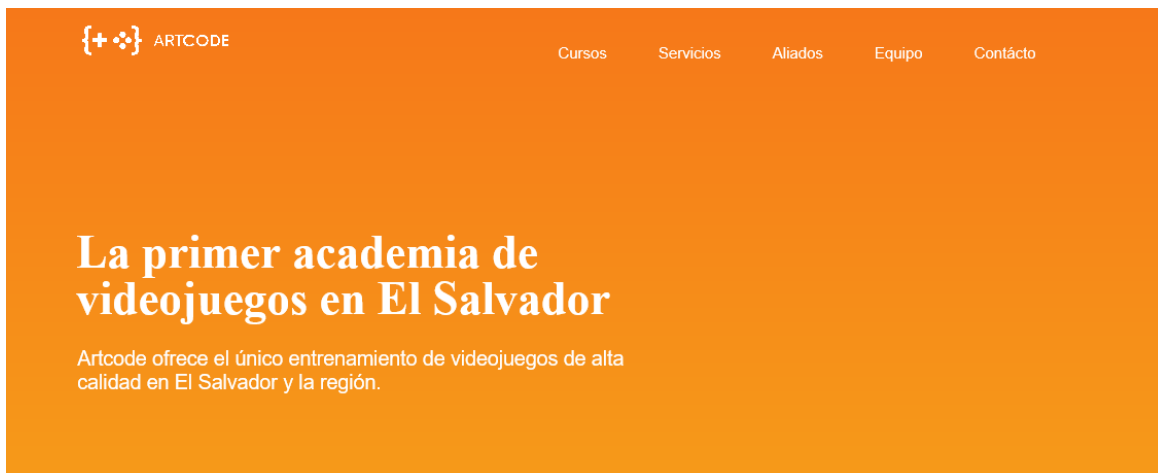 {+ ✥} ARTCODE
Cursos Servicios Aliados Equipo Contácto
La primer academia de
videojuegos en El Salvador
Artcode ofrece el único entrenamiento de videojuegos de alta
calidad en El Salvador y la región.